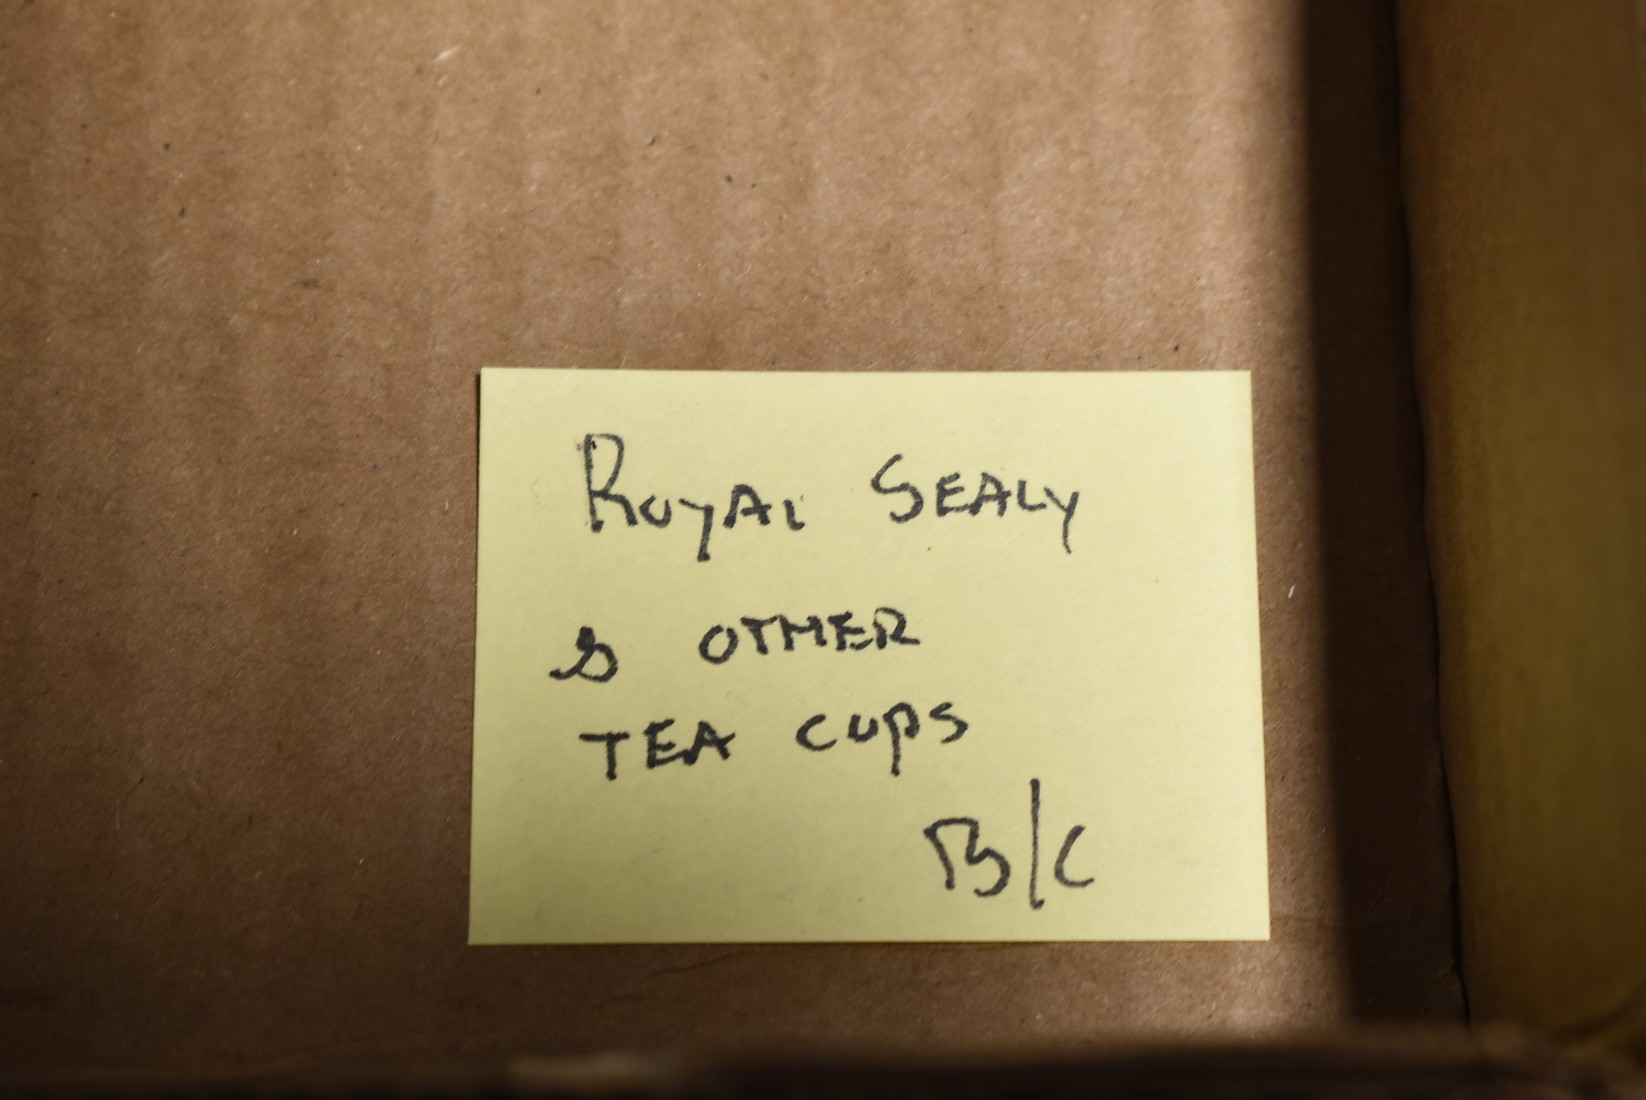 ROYAL SEALY
& OTHER
TEA CUPS
B/C